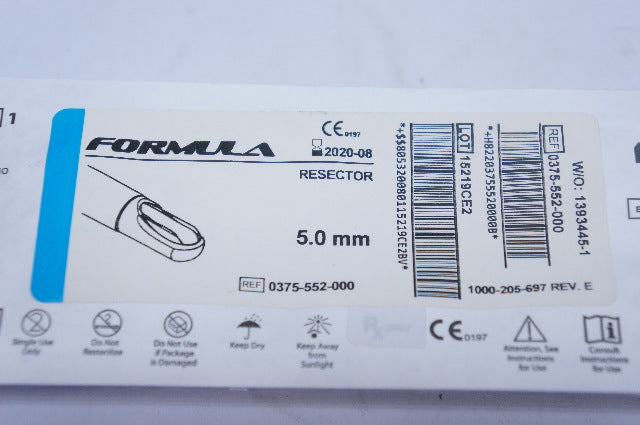 1
FORMULA
CE 0197
2020-08
RESECTOR
5.0 mm
REF 0375-552-000
LOT 15219CE2
REF 0375-552-000
W/O: 1393445-1
1000-205-697 REV. E
Single Use
Only
Do Not
Resterilize
Do Not Use
if Package
is Damaged
Keep Dry
Keep Away
from
Sunlight
CE 0197
Attention, See
Instructions
for Use
Consult
Instructions
for Use